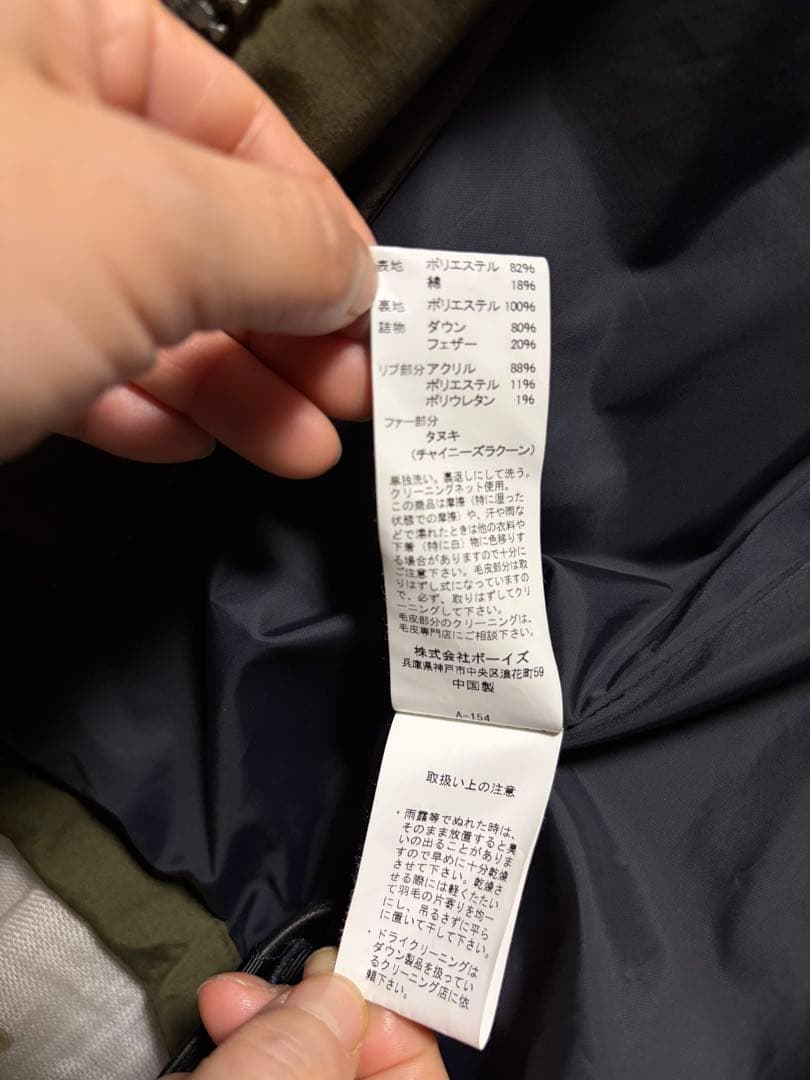 表地 ポリエステル 82%
綿 18%
裏地 ポリエステル 100%
詰物 ダウン 80%
フェザー 20%
リブ部分 アクリル 88%
ポリエステル 11%
ポリウレタン 1%
ファー部分
タヌキ
(チャイニーズラクーン)
単独洗い。裏返しにして洗う。
クリーニングネット使用。
この商品は摩擦(特に湿った
状態での摩擦)や、汗や雨な
どで濡れたときは他の衣料や
下着(特に白)物に色移りす
る場合がありますので十分に
ご注意下さい。毛皮部分は取
りはずし式になっていますの
で、必ず、取りはずしてクリ
ーニングして下さい。
毛皮部分のクリーニングは、
毛皮専門店にご相談下さい。
株式会社ボーイズ
兵庫県神戸市中央区浪花町59
中国製
A-154
取扱い上の注意
・雨露等でぬれた時は、
そのまま放置すると臭
いの出ることがありま
すので早めに十分乾燥
させて下さい。乾燥さ
せる際には軽くたたい
て羽毛の片寄りを均一
にし、吊るさずに平ら
に置いて干して下さい。
・ドライクリーニングは
ダウン製品を扱ってい
るクリーニング店に依
頼下さい。